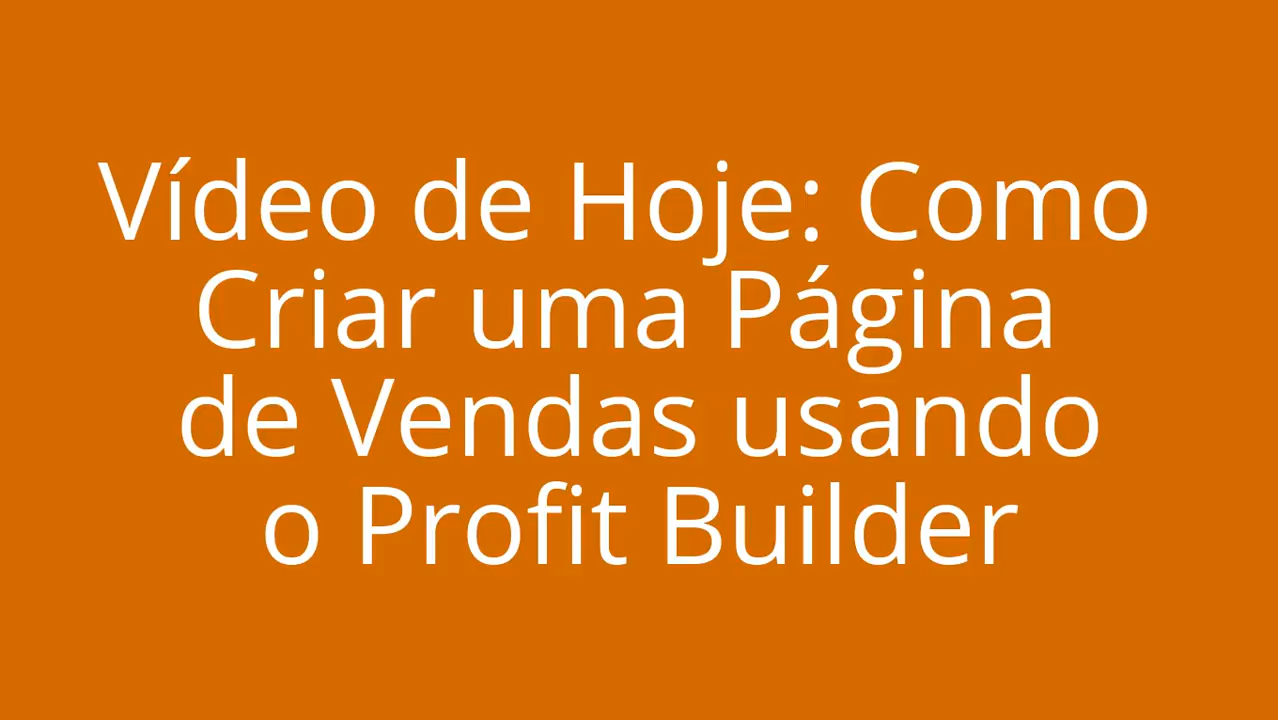 Vídeo de Hoje: Como
Criar uma Página
de Vendas usando
o Profit Builder